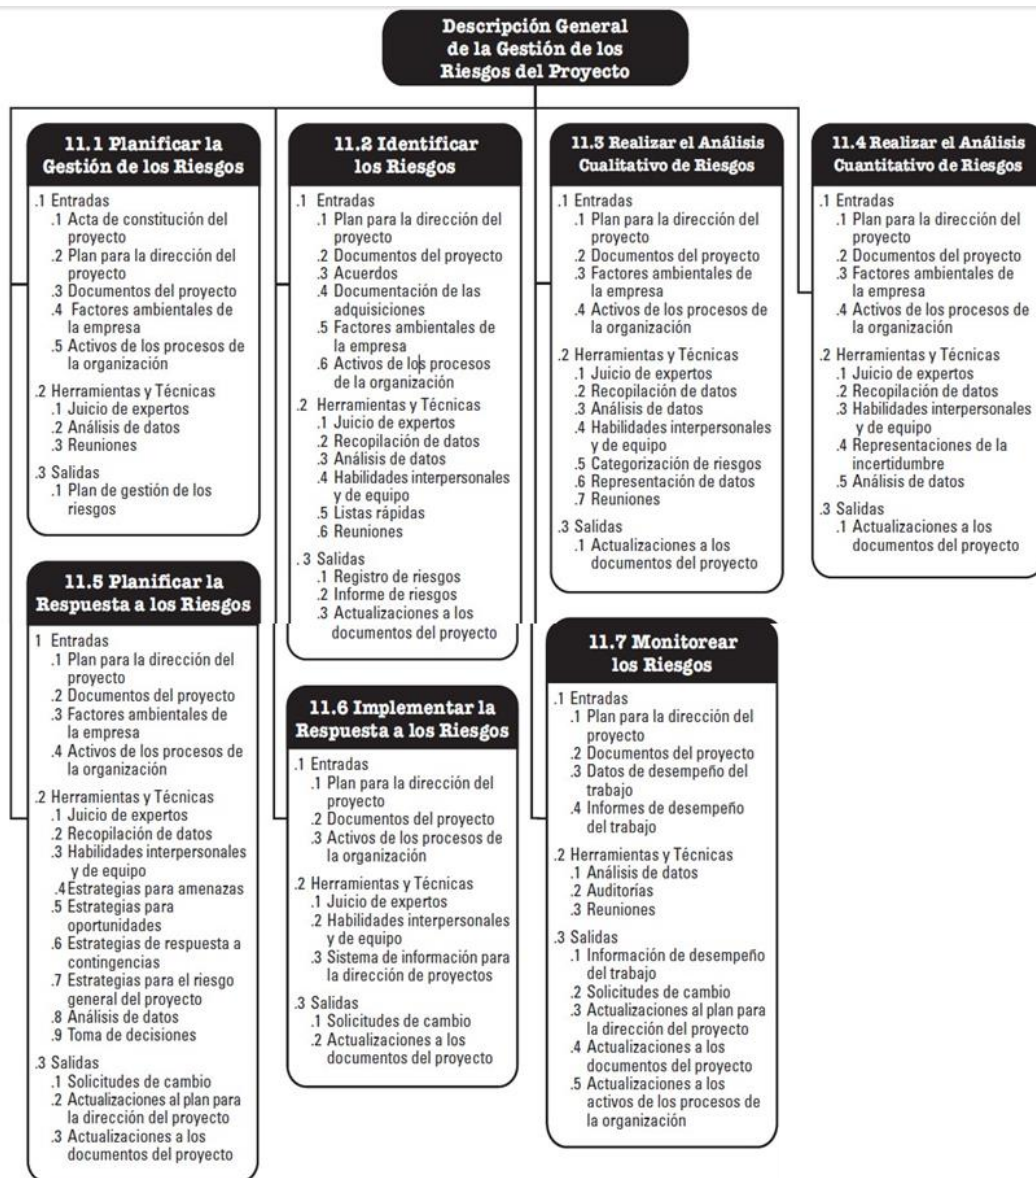 Descripción General
de la Gestión de los
Riesgos del Proyecto
11.1 Planificar la
Gestión de los Riesgos
.1 Entradas
.1 Acta de constitución del
proyecto
.2 Plan para la dirección del
proyecto
.3 Documentos del proyecto
.4 Factores ambientales de
la empresa
.5 Activos de los procesos de
la organización
.2 Herramientas y Técnicas
.1 Juicio de expertos
.2 Análisis de datos
.3 Reuniones
.3 Salidas
.1 Plan de gestión de los
riesgos
11.2 Identificar
los Riesgos
.1 Entradas
.1 Plan para la dirección del
proyecto
.2 Documentos del proyecto
.3 Acuerdos
.4 Documentación de las
adquisiciones
.5 Factores ambientales de
la empresa
.6 Activos de los procesos
de la organización
.2 Herramientas y Técnicas
.1 Juicio de expertos
.2 Recopilación de datos
.3 Análisis de datos
.4 Habilidades interpersonales
y de equipo
.5 Listas rápidas
.6 Reuniones
.3 Salidas
.1 Registro de riesgos
.2 Informe de riesgos
.3 Actualizaciones a los
documentos del proyecto
11.3 Realizar el Análisis
Cualitativo de Riesgos
.1 Entradas
.1 Plan para la dirección del
proyecto
.2 Documentos del proyecto
.3 Factores ambientales de
la empresa
.4 Activos de los procesos de
la organización
.2 Herramientas y Técnicas
.1 Juicio de expertos
.2 Recopilación de datos
.3 Análisis de datos
.4 Habilidades interpersonales
y de equipo
.5 Categorización de riesgos
.6 Representación de datos
.7 Reuniones
.3 Salidas
.1 Actualizaciones a los
documentos del proyecto
11.4 Realizar el Análisis
Cuantitativo de Riesgos
.1 Entradas
.1 Plan para la dirección del
proyecto
.2 Documentos del proyecto
.3 Factores ambientales de
la empresa
.4 Activos de los procesos de
la organización
.2 Herramientas y Técnicas
.1 Juicio de expertos
.2 Recopilación de datos
.3 Habilidades interpersonales
y de equipo
.4 Representaciones de la
incertidumbre
.5 Análisis de datos
.3 Salidas
.1 Actualizaciones a los
documentos del proyecto
11.5 Planificar la
Respuesta a los Riesgos
1 Entradas
.1 Plan para la dirección del
proyecto
.2 Documentos del proyecto
.3 Factores ambientales de
la empresa
.4 Activos de los procesos de
la organización
.2 Herramientas y Técnicas
.1 Juicio de expertos
.2 Recopilación de datos
.3 Habilidades interpersonales
y de equipo
.4 Estrategias para amenazas
.5 Estrategias para
oportunidades
.6 Estrategias de respuesta a
contingencias
.7 Estrategias para el riesgo
general del proyecto
.8 Análisis de datos
.9 Toma de decisiones
.3 Salidas
.1 Solicitudes de cambio
.2 Actualizaciones al plan para
la dirección del proyecto
.3 Actualizaciones a los
documentos del proyecto
11.6 Implementar la
Respuesta a los Riesgos
.1 Entradas
.1 Plan para la dirección del
proyecto
.2 Documentos del proyecto
.3 Activos de los procesos de
la organización
.2 Herramientas y Técnicas
.1 Juicio de expertos
.2 Habilidades interpersonales
y de equipo
.3 Sistema de información para
la dirección de proyectos
.3 Salidas
.1 Solicitudes de cambio
.2 Actualizaciones a los
documentos del proyecto
11.7 Monitorear
los Riesgos
.1 Entradas
.1 Plan para la dirección del
proyecto
.2 Documentos del proyecto
.3 Datos de desempeño del
trabajo
.4 Informes de desempeño
del trabajo
.2 Herramientas y Técnicas
.1 Análisis de datos
.2 Auditorías
.3 Reuniones
.3 Salidas
.1 Información de desempeño
del trabajo
.2 Solicitudes de cambio
.3 Actualizaciones al plan para
la dirección del proyecto
.4 Actualizaciones a los
documentos del proyecto
.5 Actualizaciones a los
activos de los procesos de
la organización